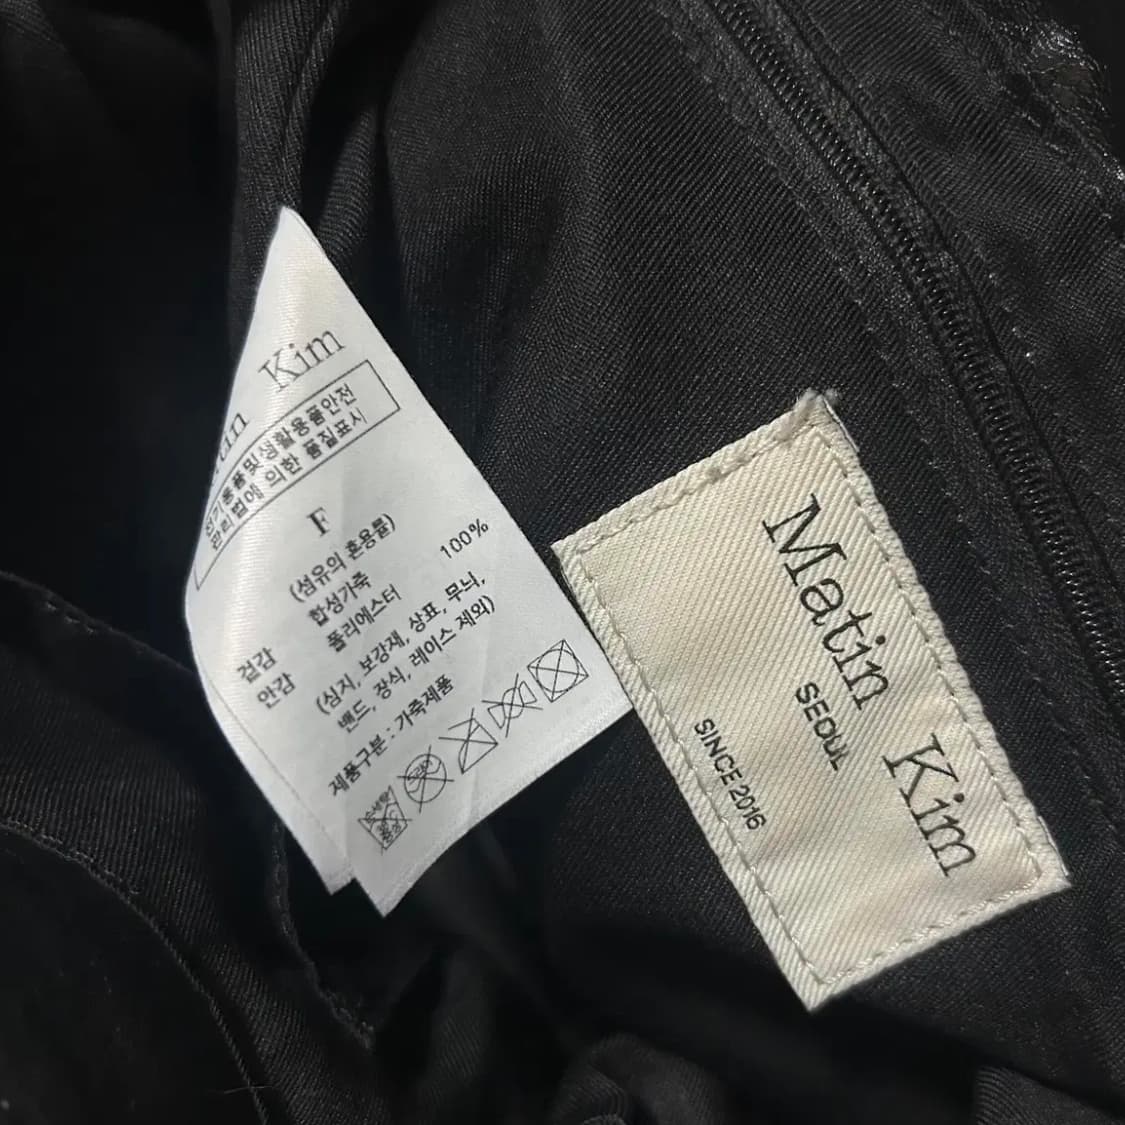 Kim
전기용품및생활용품안전
관리법에 의한 품질표시
F
(섬유의 혼용률)
겉감 합성가죽
안감 폴리에스터 100%
(심지, 보강재, 상표, 무늬,
밴드, 장식, 레이스 제외)
제품구분 : 가죽제품
Matin Kim
SEOUL
SINCE 2016